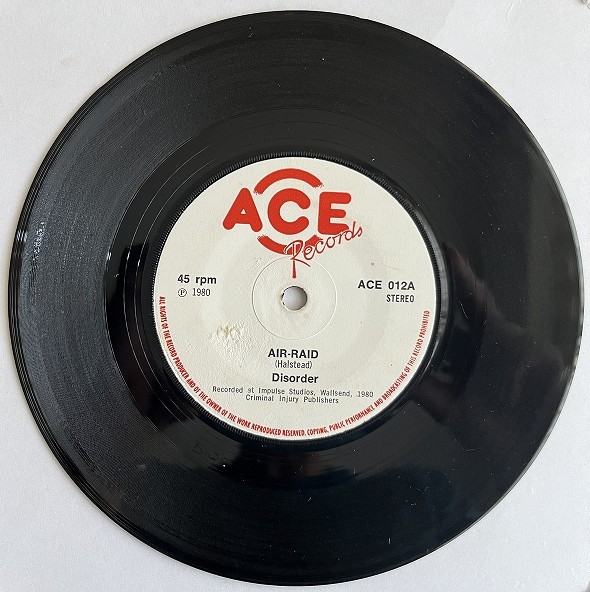 ACE
Records
45 rpm
ACE 012A
℗ 1980
STEREO
AIR-RAID
(Halstead)
Disorder
Recorded at Impulse Studios, Wallsend, 1980
Criminal Injury Publishers
ALL RIGHTS OF THE RECORD PRODUCER AND OF THE OWNER OF THE WORK REPRODUCED RESERVED. COPYING, PUBLIC PERFORMANCE AND BROADCASTING OF THIS RECORD PROHIBITED